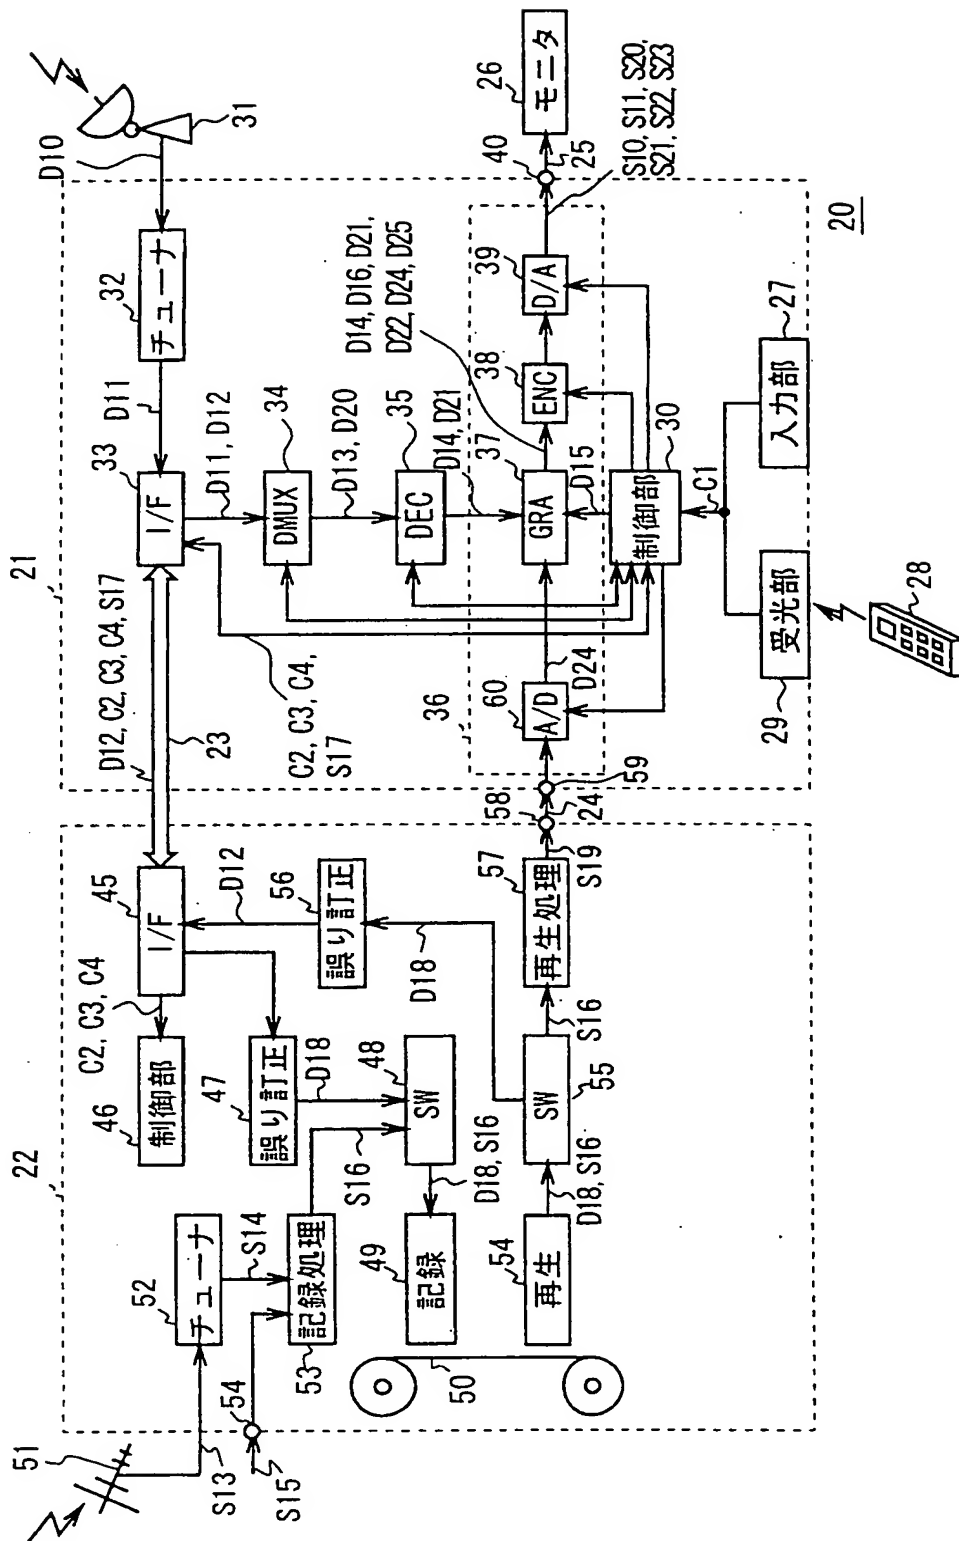 22
51
52
チューナ
S13
S14
54
S15
53
記録処理
46
制御部
C2, C3, C4
45
I/F
D12, C2, C3, C4, S17
23
47
誤り訂正
D18
S16
48
SW
D18, S16
49
記録
50
54
再生
D18, S16
55
SW
S16
57
再生処理
S19
58
24
59
56
誤り訂正
D12
D18
21
33
I/F
D11
32
チューナ
D10
31
D11, D12
34
DMUX
D13, D20
35
DEC
D14, D21
C2, C3, C4,
S17
36
60
A/D
D24
37
GRA
D15
D14, D16, D21,
D22, D24, D25
38
ENC
39
D/A
40
25
26
モニタ
S10, S11, S20,
S21, S22, S23
30
制御部
C1
29
受光部
28
27
入力部
20